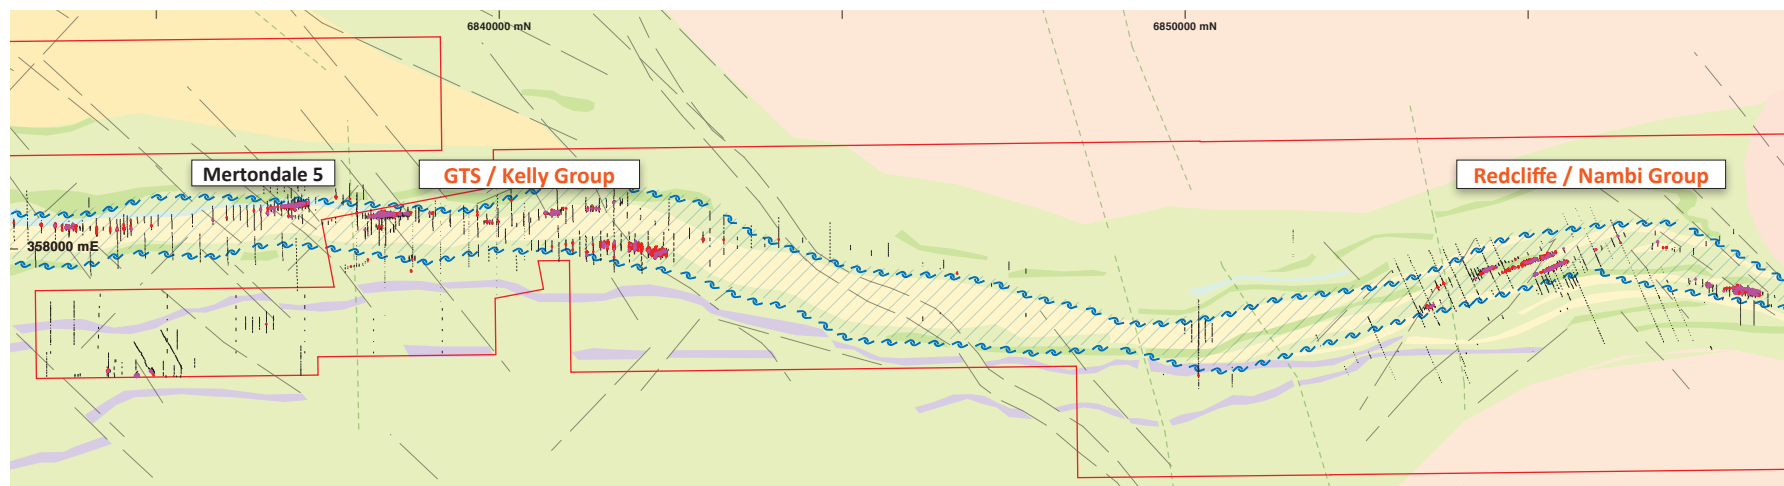 6840000 mN
6850000 mN
Mertondale 5
GTS / Kelly Group
Redcliffe / Nambi Group
358000 mE